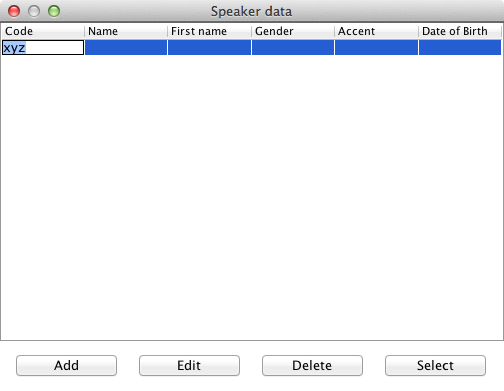 Speaker data
Code Name First name Gender Accent Date of Birth
xyz
Add Edit Delete Select